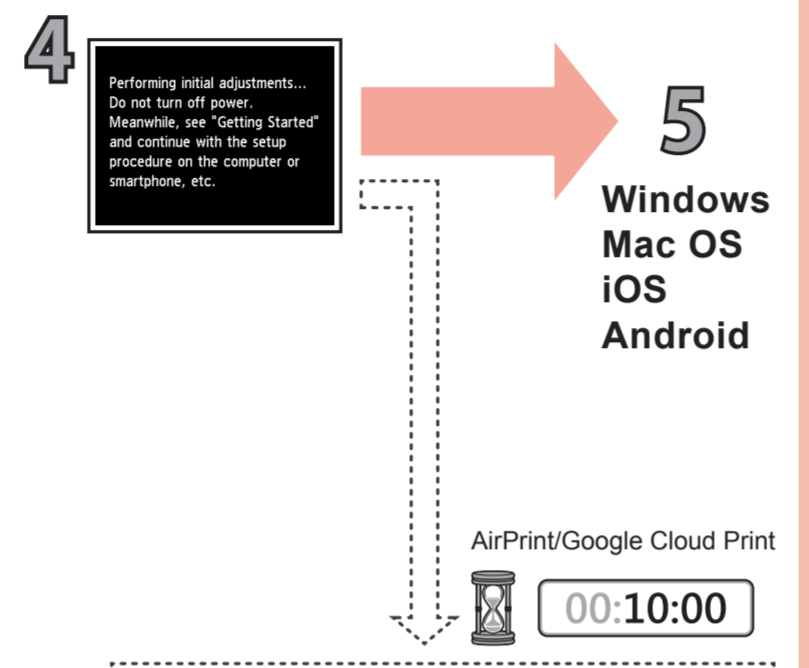 4
Performing initial adjustments...
Do not turn off power.
Meanwhile, see "Getting Started"
and continue with the setup
procedure on the computer or
smartphone, etc.
5
Windows
Mac OS
iOS
Android
AirPrint/Google Cloud Print
00:10:00